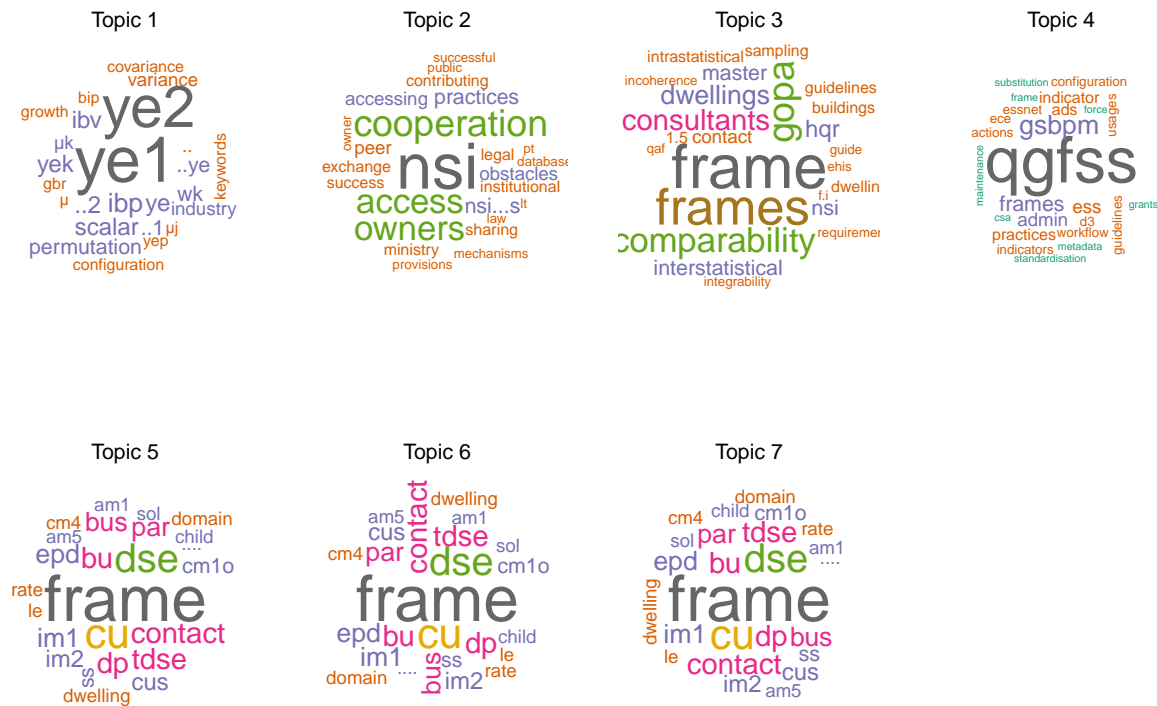 Topic 1
covariance
variance
bip
ye2
growth
ibv
µk
ye1
..
keywords
yek
..ye
gbr
µ
..2
ibp
ye
wk
industry
scalar
..1
µj
permutation
yep
configuration
Topic 2
successful
public
contributing
accessing
practices
cooperation
owner
peer
legal
pt
exchange
nsi
database
obstacles
success
institutional
access
nsi...s
lt
law
owners
sharing
ministry
mechanisms
provisions
Topic 3
intrastatistical
sampling
incoherence
master
gopa
guidelines
dwellings
buildings
consultants
hqr
1.5
contact
qaf
frame
guide
ehis
dwellin
f.i
frames
nsi
comparability
requiremer
interstatistical
integrability
Topic 4
substitution
configuration
frame
indicator
usages
essnet
ads
force
ece
gsbpm
actions
qgfss
maintenance
frames
ess
grants
csa
admin
d3
guidelines
practices
workflow
indicators
metadata
standardisation
Topic 5
am1
sol
cm4
bus
par
domain
am5
child
....
epd
bu
dse
cm1o
rate
frame
le
im1
cu
contact
im2
ss
dp
tdse
cus
dwelling
Topic 6
contact
dwelling
am5
am1
cus
tdse
sol
cm4
par
dse
cm1o
frame
epd
bu
cu
dp
child
im1
ss
le
....
bus
rate
domain
im2
Topic 7
domain
child
cm1o
cm4
par
tdse
rate
sol
am1
epd
bu
dse
....
dwelling
frame
im1
cu
dp
bus
le
ss
contact
cus
im2
am5